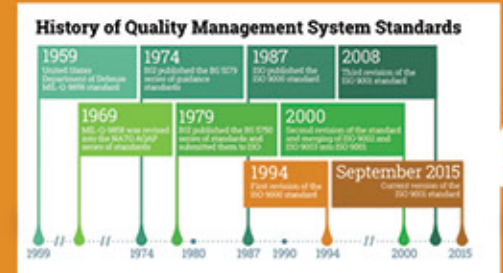 History of Quality Management System Standards
1959
United States
Department of Defense
MIL-Q-9858 standard
1974
BSI published the BS 5179
series of guidance
standards
1987
ISO published the
ISO 9000 standard
2008
Third revision of the
ISO 9001 standard
1969
MIL-Q-9858 was revised
into the NATO AQAP
series of standards
1979
BSI published the BS 5750
series of standards and
submitted them to ISO
2000
Second revision of the standard
and merging of ISO 9002 and
ISO 9003 into ISO 9001
1994
First revision of the
ISO 9000 standard
September 2015
Current version of the
ISO 9001 standard
1959
1974
1980
1987
1990
1994
2000
2003
2015